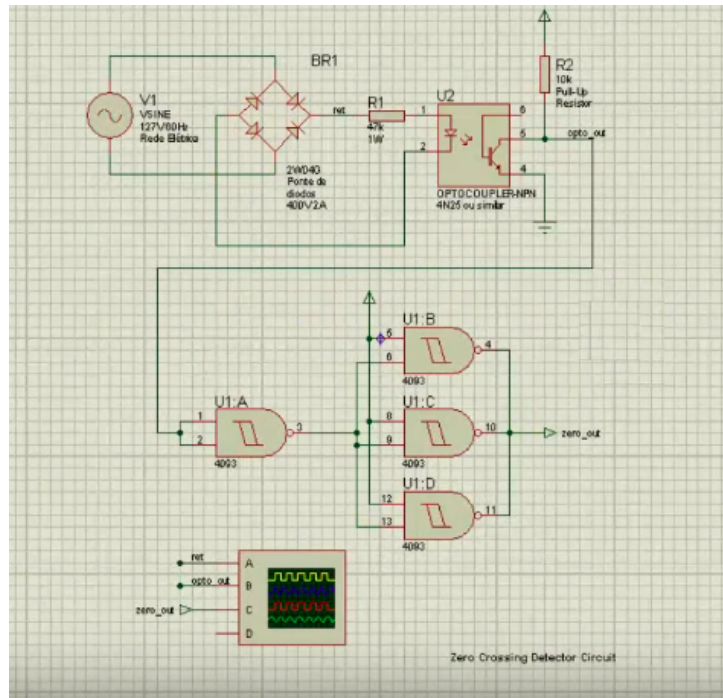 BR1
V1
VSINE
127V/60Hz
Rede Elétrica
ret
R1
47k
1W
1
2
U2
6
5
4
R2
10k
Pull-Up
Resistor
opto_out
2W04G
Ponte de
diodos
400V2A
OPTOCOUPLER-NPN
4N25 ou similar
U1:B
5
6
4
4093
U1:A
1
2
3
4093
U1:C
8
9
10
4093
zero_out
U1:D
12
13
11
4093
ret
A
opto_out
B
zero_out
C
D
Zero Crossing Detector Circuit